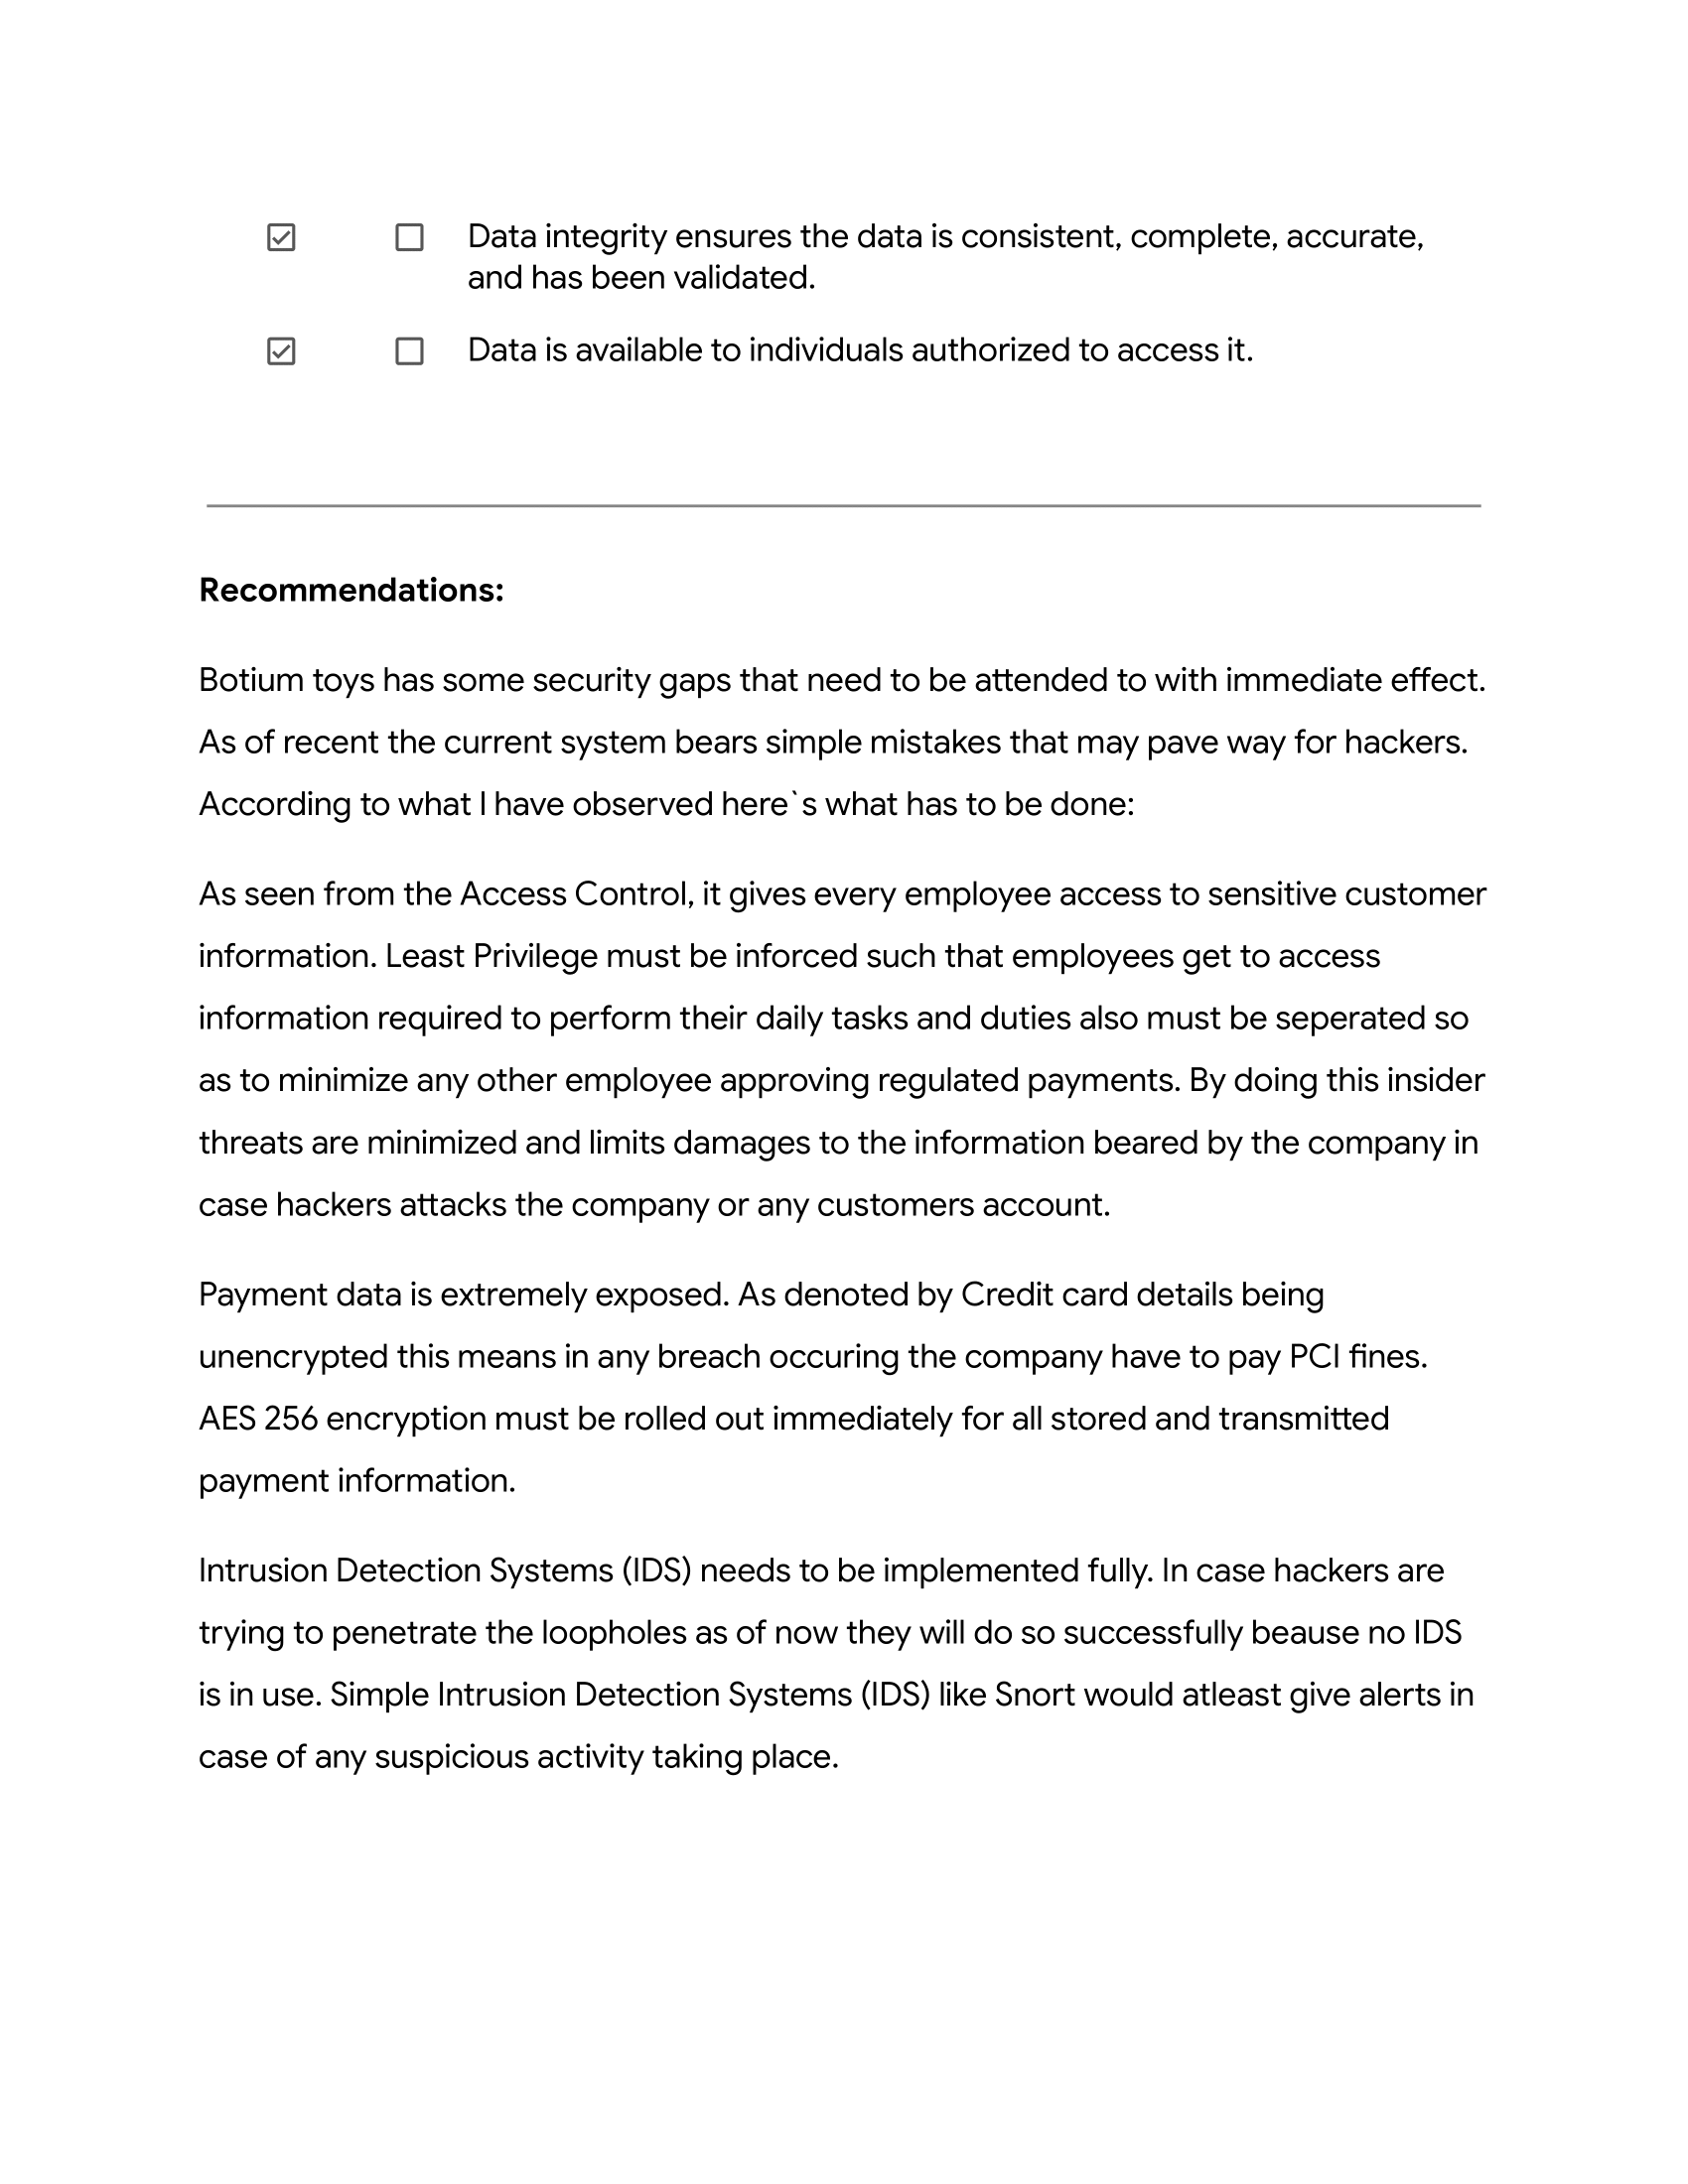 Data integrity ensures the data is consistent, complete, accurate,
and has been validated.
Data is available to individuals authorized to access it.
Recommendations:
Botium toys has some security gaps that need to be attended to with immediate effect.
As of recent the current system bears simple mistakes that may pave way for hackers.
According to what I have observed here`s what has to be done:
As seen from the Access Control, it gives every employee access to sensitive customer
information. Least Privilege must be inforced such that employees get to access
information required to perform their daily tasks and duties also must be seperated so
as to minimize any other employee approving regulated payments. By doing this insider
threats are minimized and limits damages to the information beared by the company in
case hackers attacks the company or any customers account.
Payment data is extremely exposed. As denoted by Credit card details being
unencrypted this means in any breach occuring the company have to pay PCI fines.
AES 256 encryption must be rolled out immediately for all stored and transmitted
payment information.
Intrusion Detection Systems (IDS) needs to be implemented fully. In case hackers are
trying to penetrate the loopholes as of now they will do so successfully beause no IDS
is in use. Simple Intrusion Detection Systems (IDS) like Snort would atleast give alerts in
case of any suspicious activity taking place.